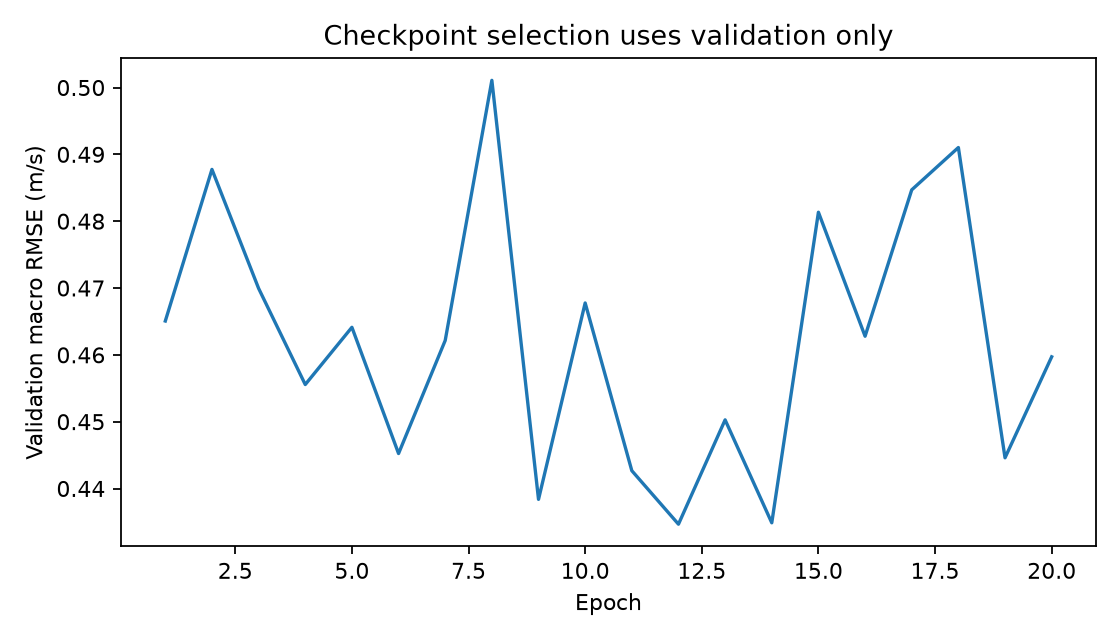 Checkpoint selection uses validation only
Validation macro RMSE (m/s)
0.50
0.49
0.48
0.47
0.46
0.45
0.44
2.5 5.0 7.5 10.0 12.5 15.0 17.5 20.0
Epoch